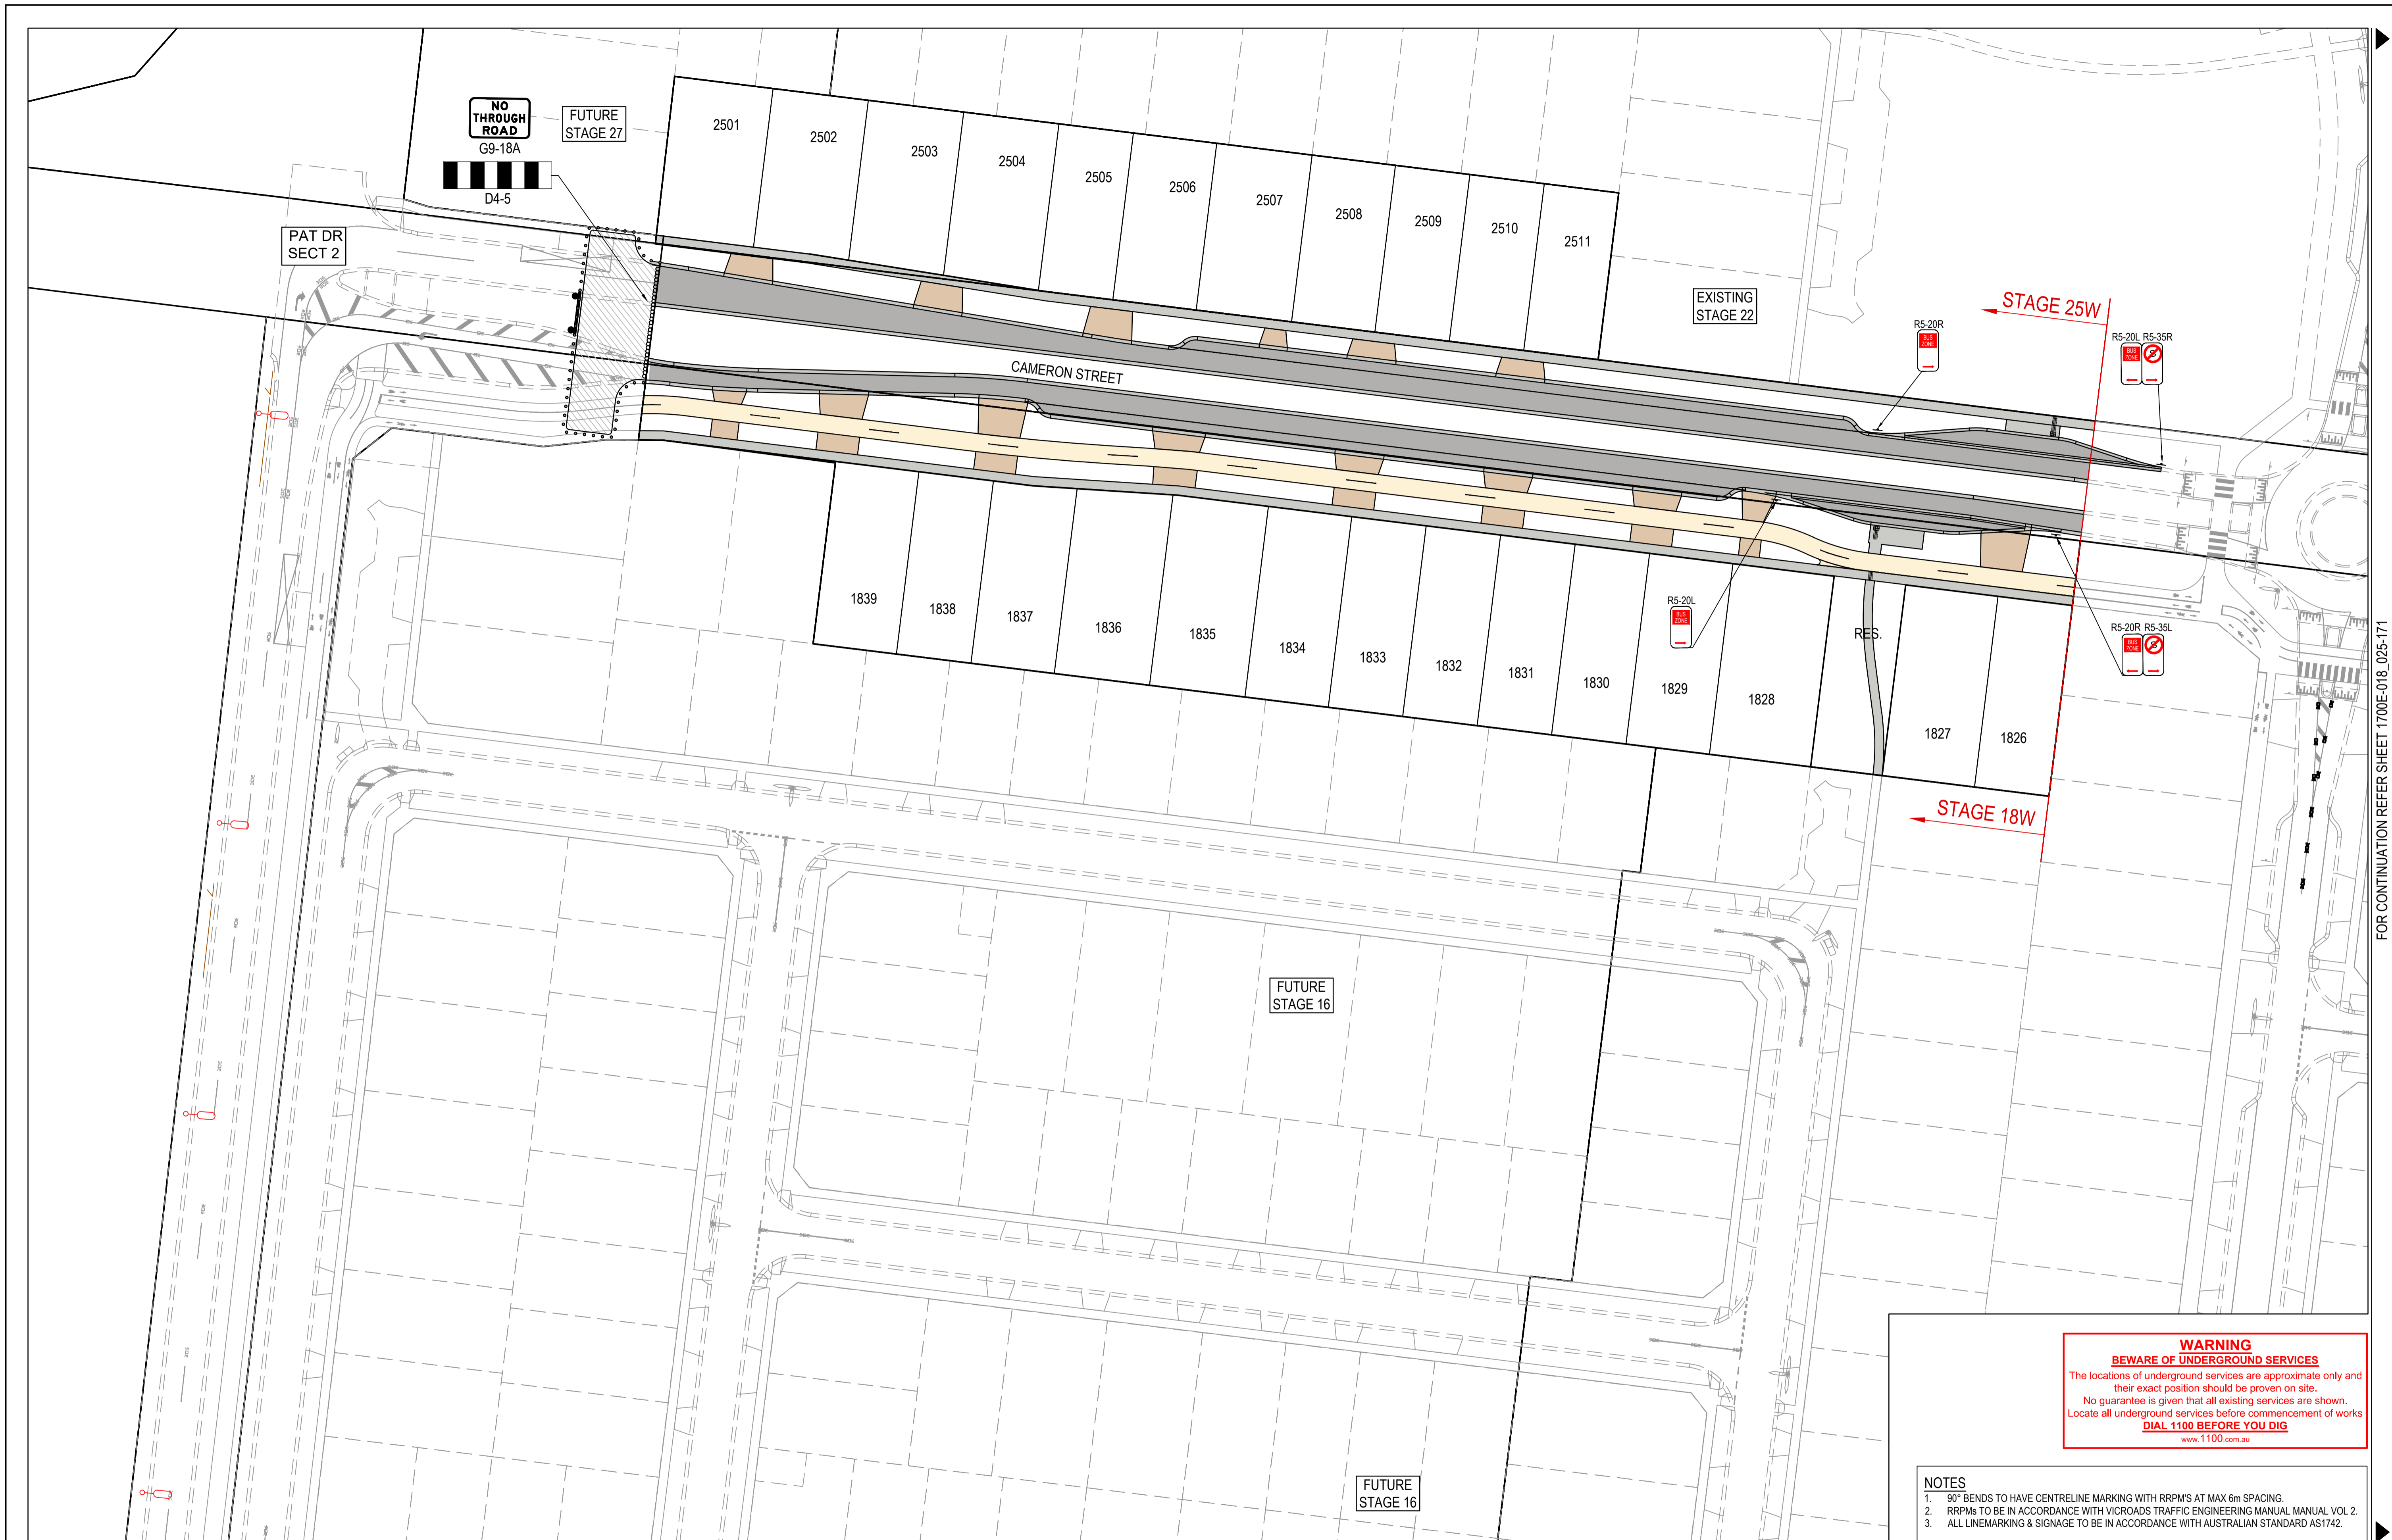 NO
THROUGH
ROAD
G9-18A
D4-5
FUTURE
STAGE 27
PAT DR
SECT 2
2501
2502
2503
2504
2505
2506
2507
2508
2509
2510
2511
EXISTING
STAGE 22
CAMERON STREET
STAGE 25W
R5-20R
BUS
ZONE
R5-20L R5-35R
BUS
ZONE
S
R5-20L
BUS
ZONE
R5-20R R5-35L
BUS
ZONE
S
1839
1838
1837
1836
1835
1834
1833
1832
1831
1830
1829
1828
RES.
1827
1826
STAGE 18W
FUTURE
STAGE 16
FUTURE
STAGE 16
FOR CONTINUATION REFER SHEET 1700E-018_025-171
WARNING
BEWARE OF UNDERGROUND SERVICES
The locations of underground services are approximate only and
their exact position should be proven on site.
No guarantee is given that all existing services are shown.
Locate all underground services before commencement of works
DIAL 1100 BEFORE YOU DIG
www.1100.com.au
NOTES
1. 90° BENDS TO HAVE CENTRELINE MARKING WITH RRPM'S AT MAX 6m SPACING.
2. RRPMs TO BE IN ACCORDANCE WITH VICROADS TRAFFIC ENGINEERING MANUAL MANUAL VOL 2.
3. ALL LINEMARKING & SIGNAGE TO BE IN ACCORDANCE WITH AUSTRALIAN STANDARD AS1742.